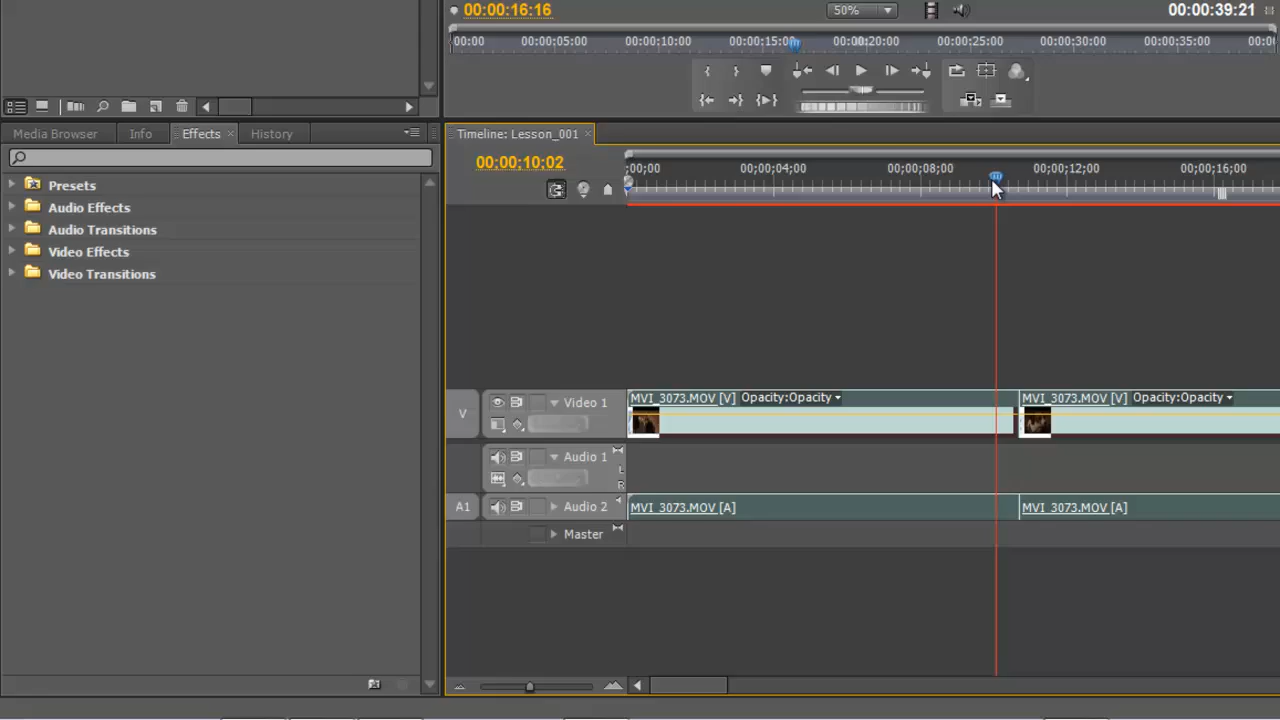 00:00:16:16
50%
00:00:39:21
00:00 00:00;05:00 00:00;10:00 00:00;15:00 00:00;20:00 00:00;25:00 00:00;30:00 00:00;35:00 00:0
Media Browser Info Effects × History
Timeline: Lesson_001 ×
00;00;10;02
;00;00 00;00;04;00 00;00;08;00 00;00;12;00 00;00;16;00
Presets
Audio Effects
Audio Transitions
Video Effects
Video Transitions
V
Video 1
MVI_3073.MOV [V] Opacity:Opacity
MVI_3073.MOV [V] Opacity:Opacity
Audio 1
L
R
A1
Audio 2
MVI_3073.MOV [A]
MVI_3073.MOV [A]
Master